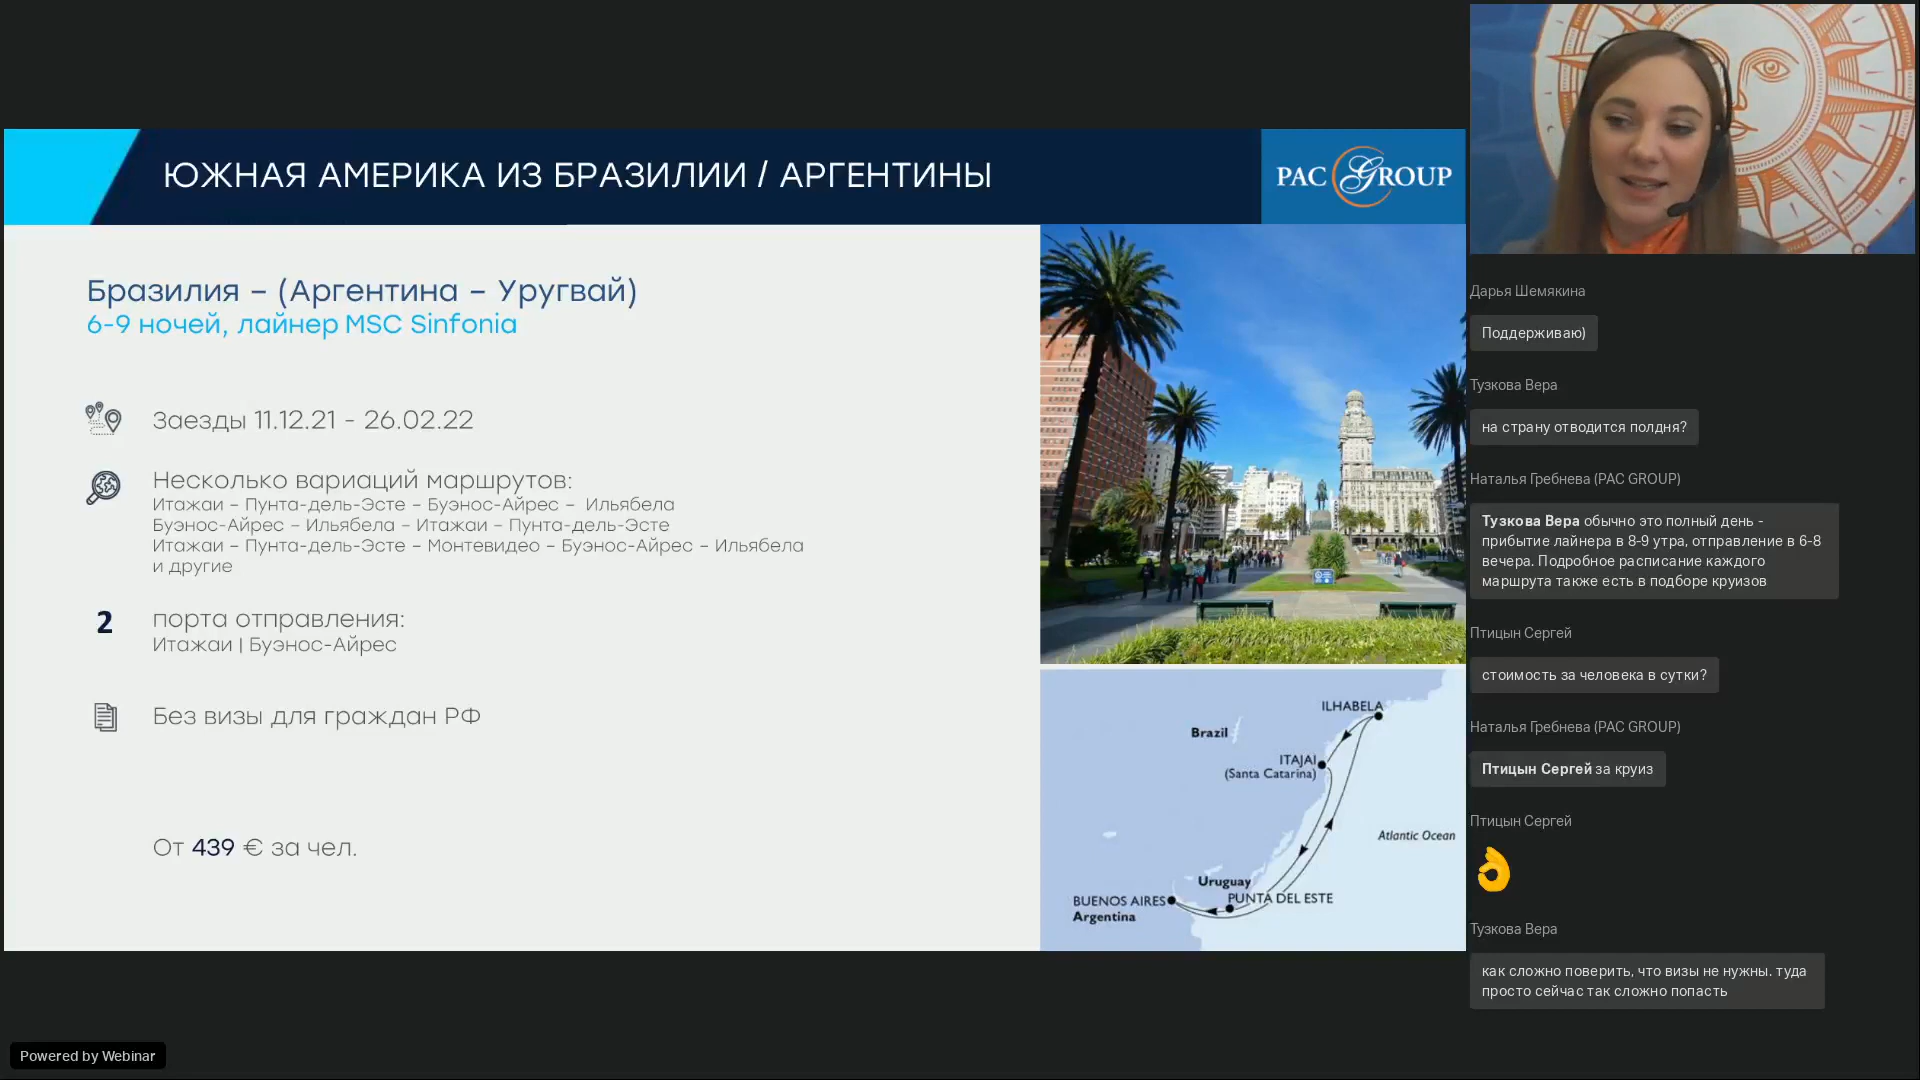 ЮЖНАЯ АМЕРИКА ИЗ БРАЗИЛИИ / АРГЕНТИНЫ
PAC GROUP
Бразилия – (Аргентина – Уругвай)
6-9 ночей, лайнер MSC Sinfonia
Заезды 11.12.21 - 26.02.22
Несколько вариаций маршрутов:
Итажаи – Пунта-дель-Эсте – Буэнос-Айрес – Ильябела
Буэнос-Айрес – Ильябела – Итажаи – Пунта-дель-Эсте
Итажаи – Пунта-дель-Эсте – Монтевидео – Буэнос-Айрес – Ильябела
и другие
2 порта отправления:
Итажаи | Буэнос-Айрес
Без визы для граждан РФ
От 439 € за чел.
ILHABELA
Brazil
ITAJAI
(Santa Catarina)
Atlantic Ocean
Uruguay
PUNTA DEL ESTE
BUENOS AIRES
Argentina
Дарья Шемякина
Поддерживаю)
Тузкова Вера
на страну отводится полдня?
Наталья Гребнева (PAC GROUP)
Тузкова Вера обычно это полный день -
прибытие лайнера в 8-9 утра, отправление в 6-8
вечера. Подробное расписание каждого
маршрута также есть в подборе круизов
Птицын Сергей
стоимость за человека в сутки?
Наталья Гребнева (PAC GROUP)
Птицын Сергей за круиз
Птицын Сергей
👌
Тузкова Вера
как сложно поверить, что визы не нужны. туда
просто сейчас так сложно попасть
Powered by Webinar